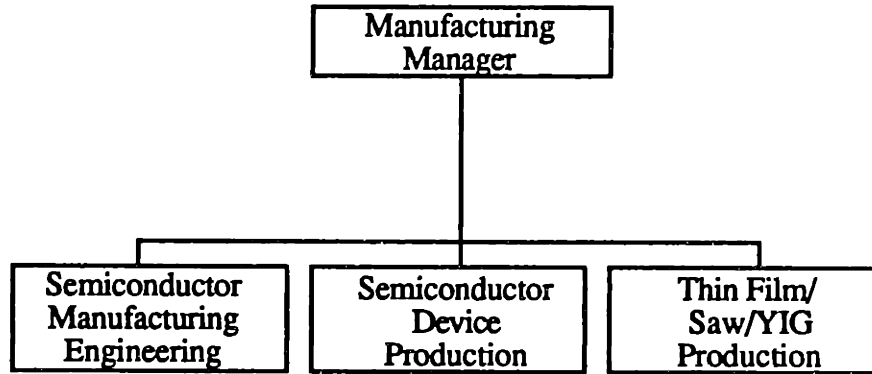 Manufacturing
Manager
Semiconductor
Manufacturing
Engineering
Semiconductor
Device
Production
Thin Film/
Saw/YIG
Production